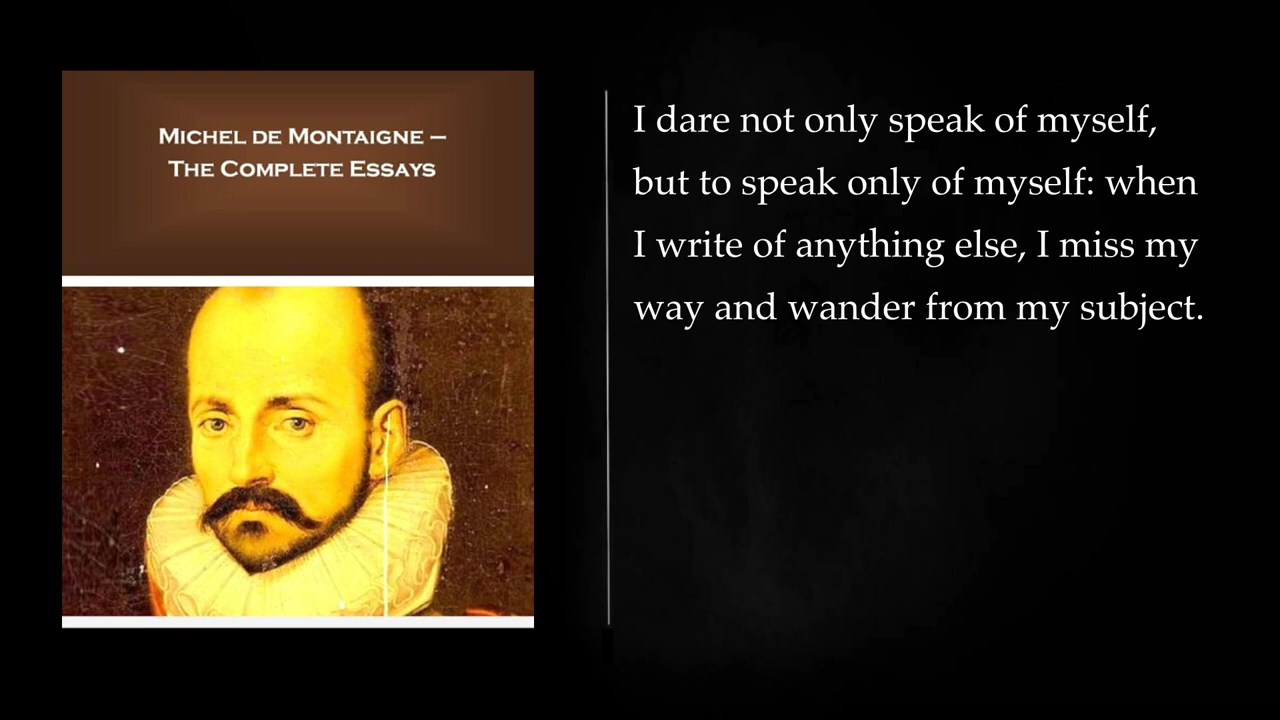 MICHEL DE MONTAIGNE –
THE COMPLETE ESSAYS
I dare not only speak of myself,
but to speak only of myself: when
I write of anything else, I miss my
way and wander from my subject.